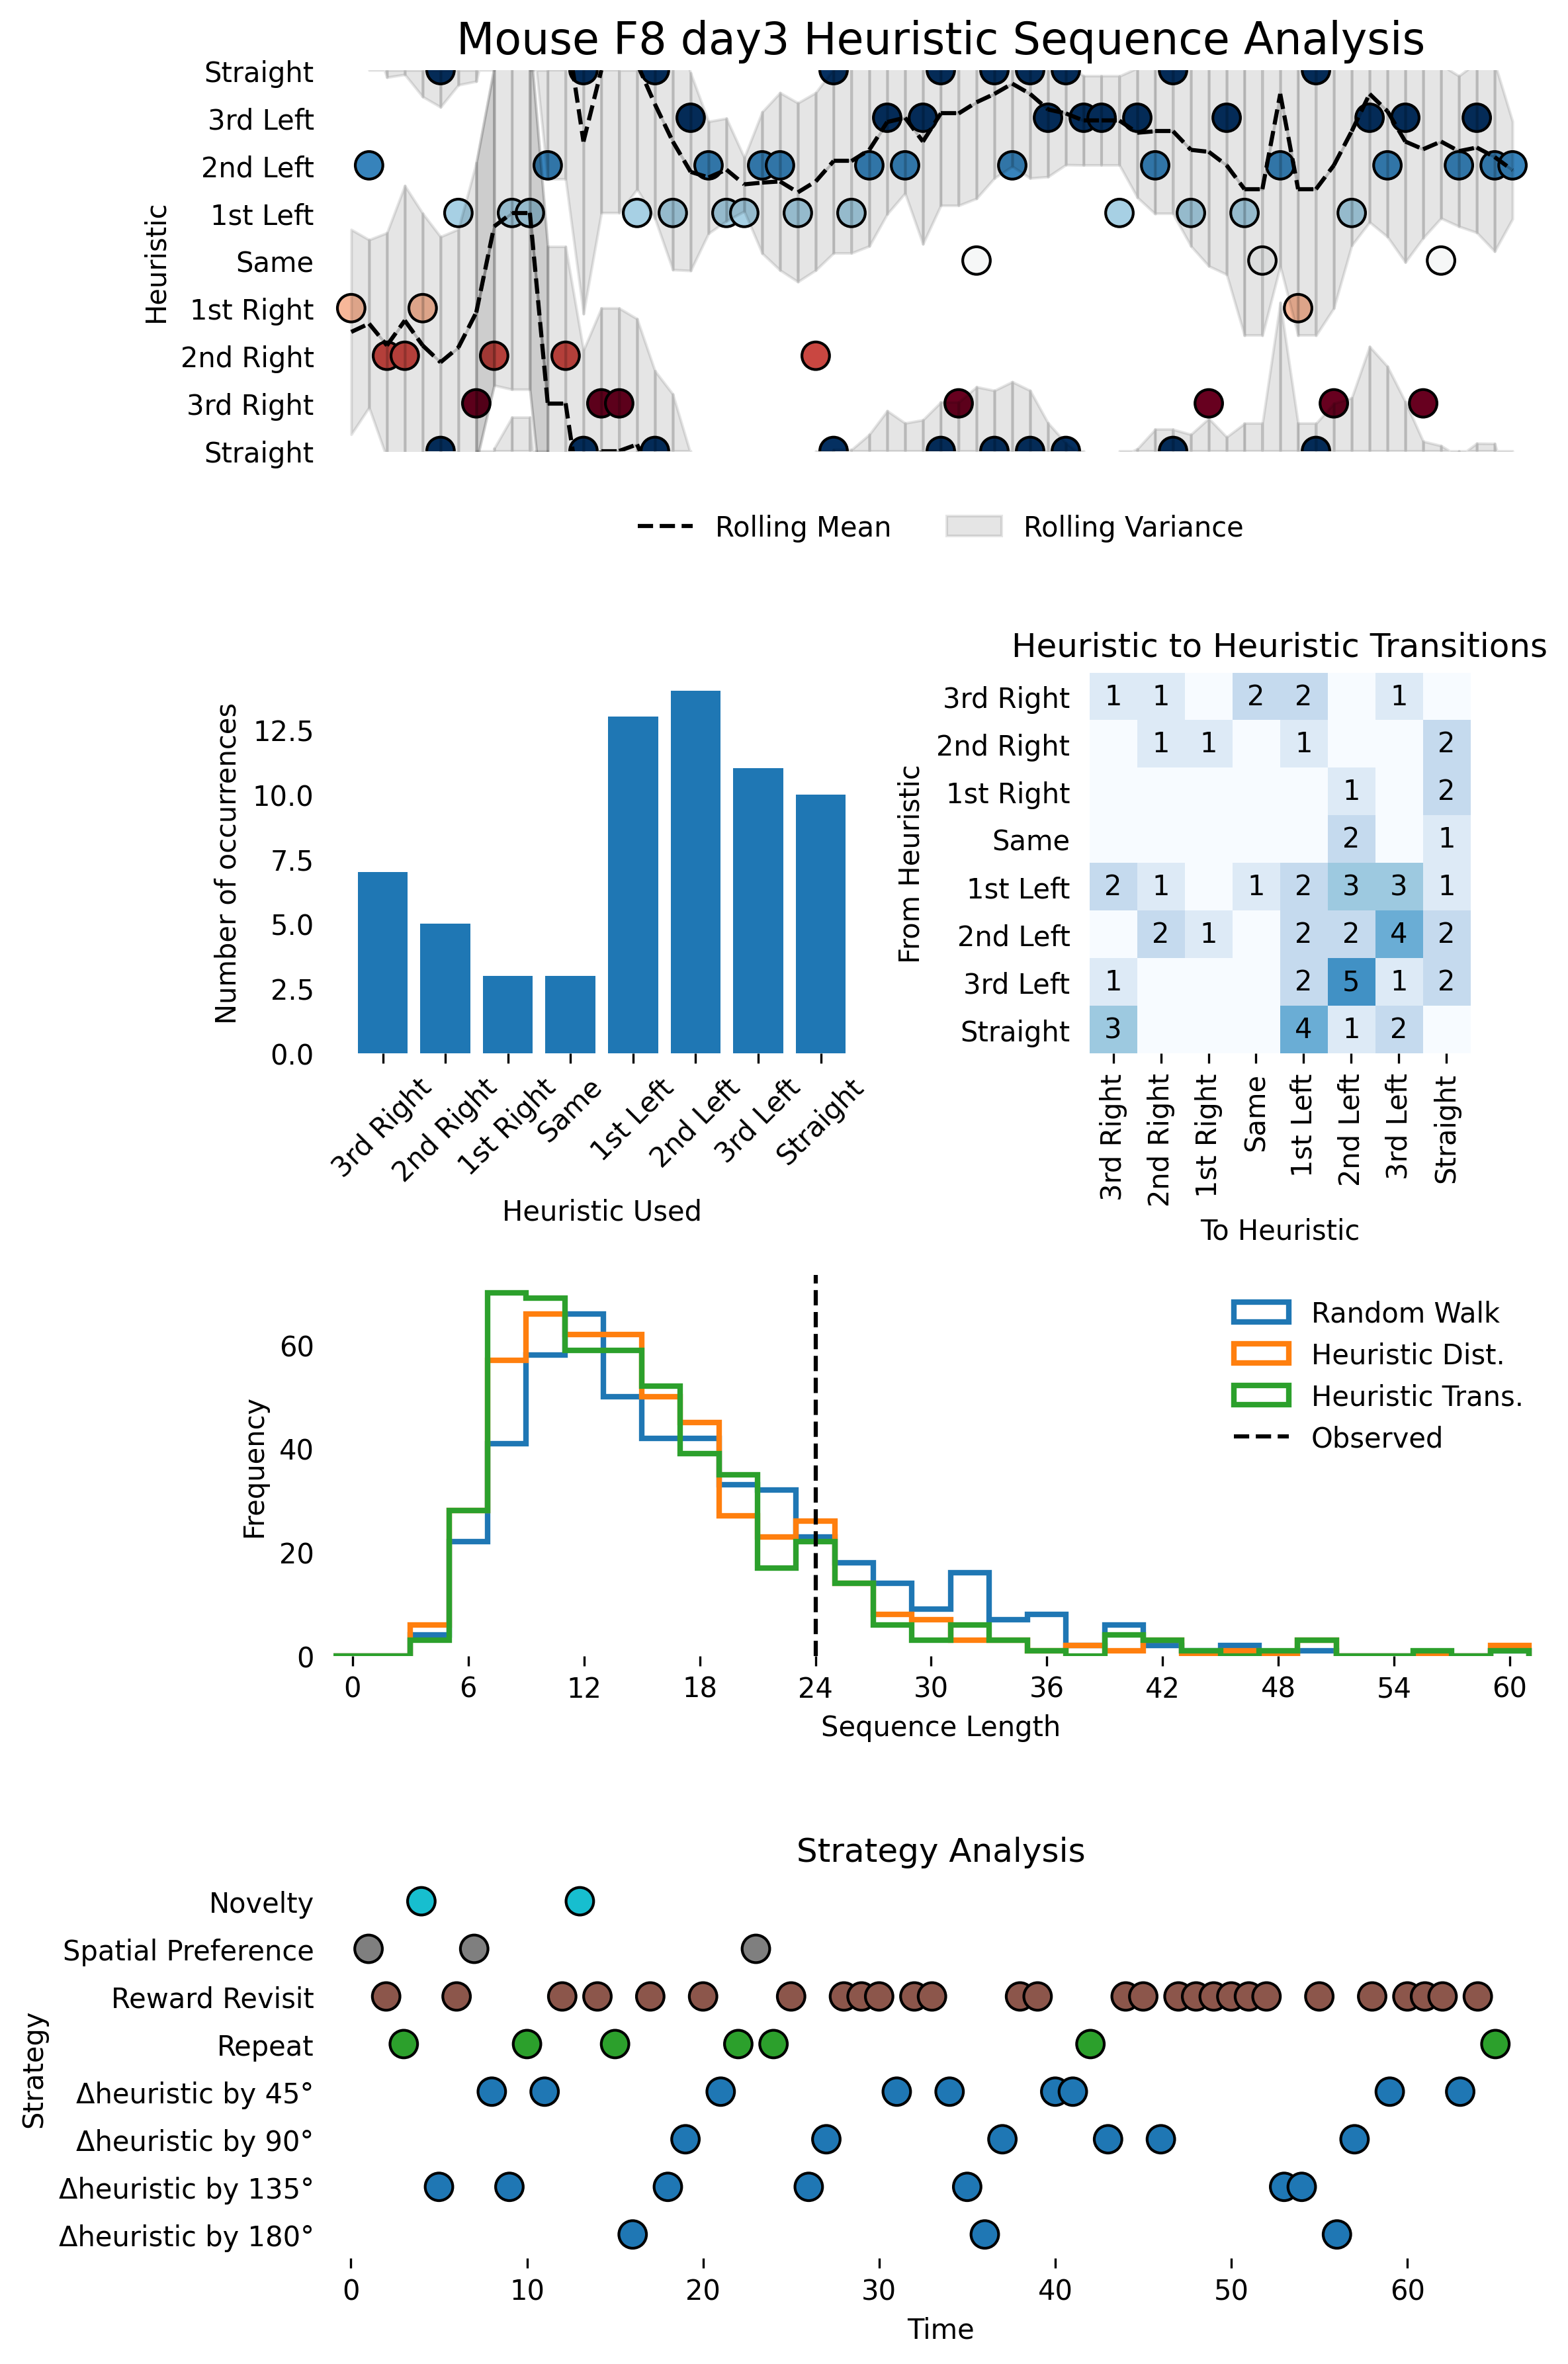 Mouse F8 day3 Heuristic Sequence Analysis
Straight
3rd Left
2nd Left
1st Left
Same
1st Right
2nd Right
3rd Right
Straight
Heuristic
Rolling Mean
Rolling Variance
Number of occurrences
12.5
10.0
7.5
5.0
2.5
0.0
3rd Right
2nd Right
1st Right
Same
1st Left
2nd Left
3rd Left
Straight
Heuristic Used
Heuristic to Heuristic Transitions
From Heuristic
3rd Right 1 1 2 2 1
2nd Right 1 1 1 2
1st Right 1 2
Same 2 1
1st Left 2 1 1 2 3 3 1
2nd Left 2 1 2 2 4 2
3rd Left 1 2 5 1 2
Straight 3 4 1 2
3rd Right
2nd Right
1st Right
Same
1st Left
2nd Left
3rd Left
Straight
To Heuristic
Frequency
60
40
20
0
0 6 12 18 24 30 36 42 48 54 60
Sequence Length
Random Walk
Heuristic Dist.
Heuristic Trans.
Observed
Strategy Analysis
Strategy
Novelty
Spatial Preference
Reward Revisit
Repeat
Δheuristic by 45°
Δheuristic by 90°
Δheuristic by 135°
Δheuristic by 180°
0 10 20 30 40 50 60
Time